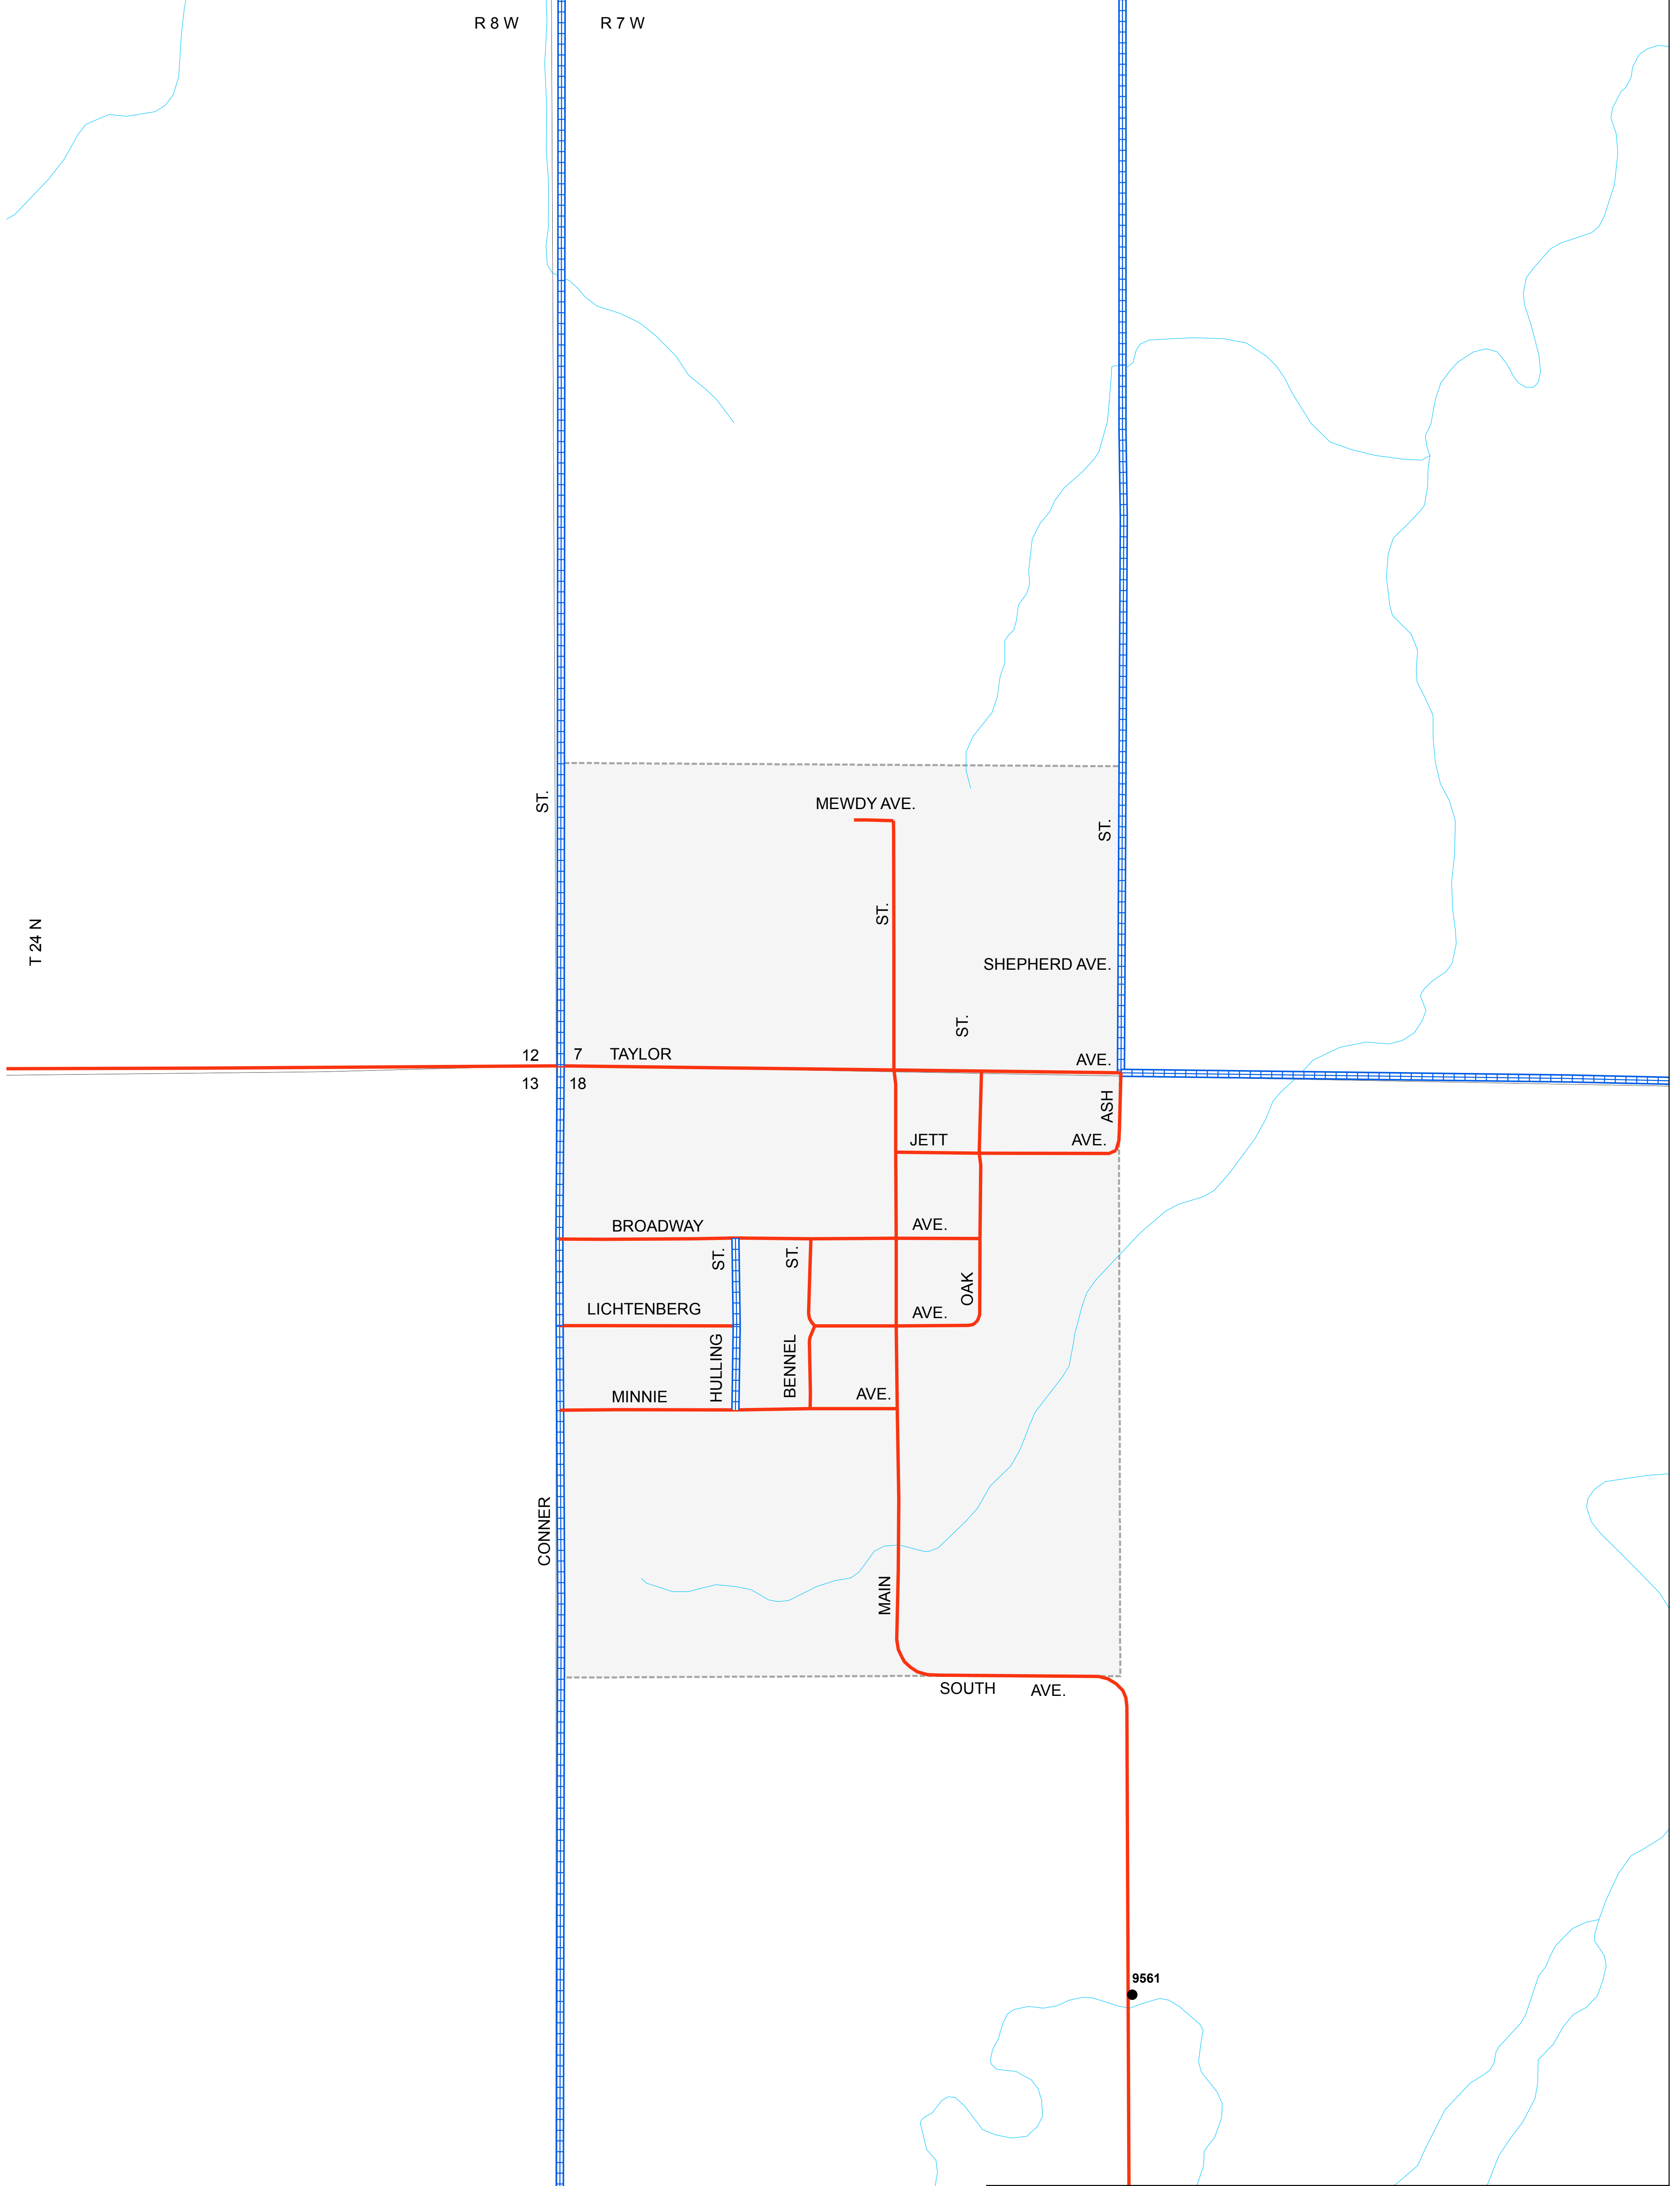 R 8 W
R 7 W
ST.
MEWDY AVE.
ST.
ST.
T 24 N
SHEPHERD AVE.
ST.
12
7
TAYLOR
AVE.
13
18
ASH
JETT
AVE.
BROADWAY
AVE.
ST.
ST.
OAK
LICHTENBERG
AVE.
HULLING
BENNEL
MINNIE
AVE.
CONNER
MAIN
SOUTH
AVE.
9561